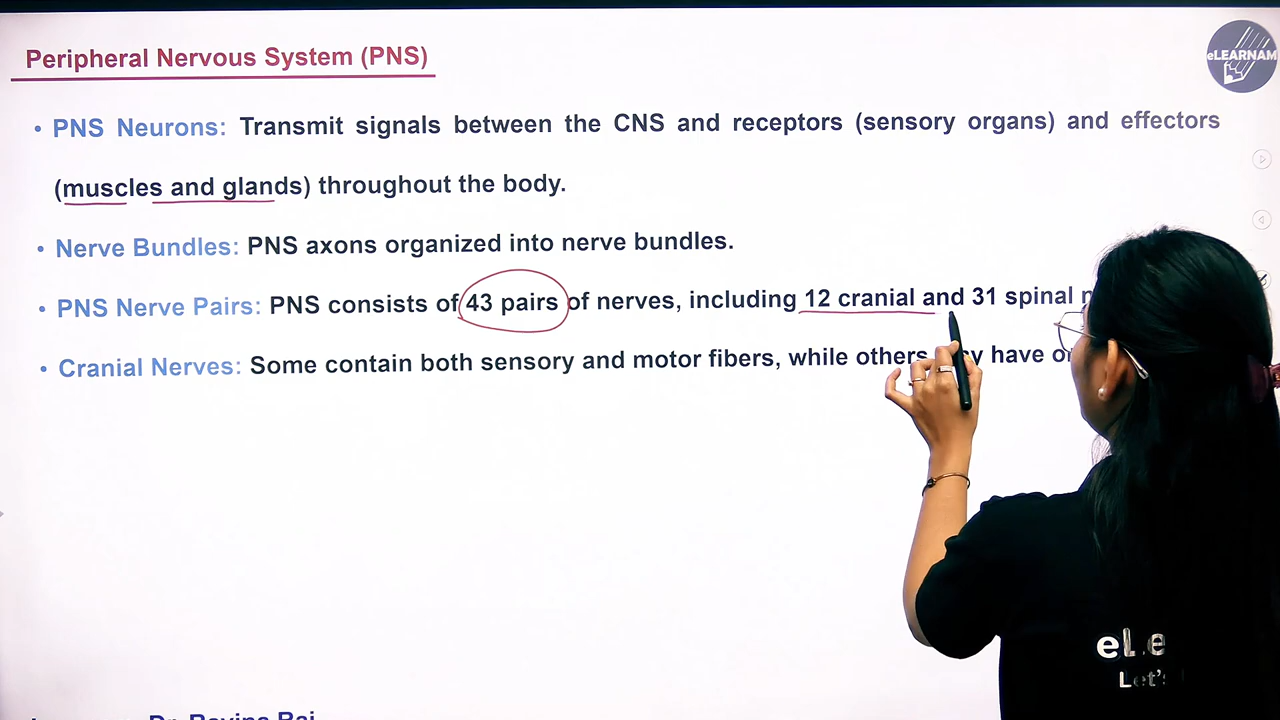 Peripheral Nervous System (PNS)
eLEARNAM
• PNS Neurons: Transmit signals between the CNS and receptors (sensory organs) and effectors
(muscles and glands) throughout the body.
• Nerve Bundles: PNS axons organized into nerve bundles.
• PNS Nerve Pairs: PNS consists of 43 pairs of nerves, including 12 cranial and 31 spinal
• Cranial Nerves: Some contain both sensory and motor fibers, while others have
eLe
Let's